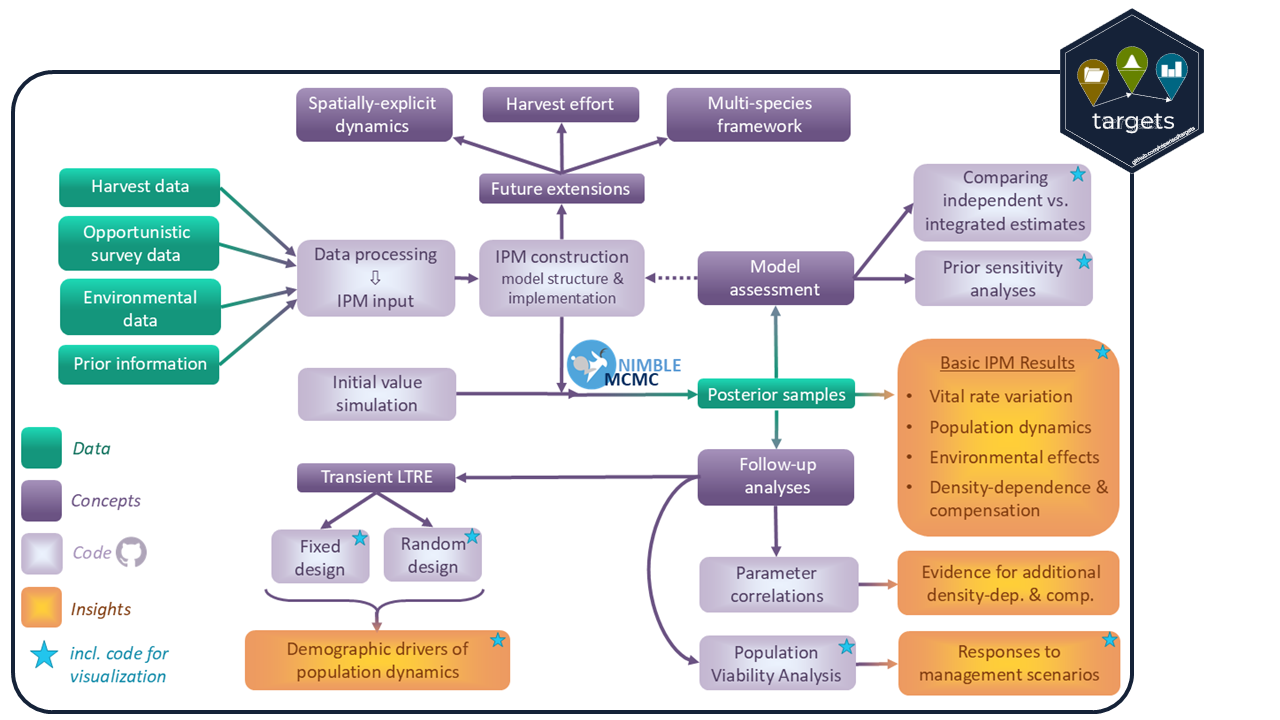 targets
Spatially-explicit
dynamics
Harvest effort
Multi-species
framework
Future extensions
Harvest data
Opportunistic
survey data
Environmental
data
Prior information
Data processing
⇩
IPM input
IPM construction
model structure &
implementation
Model
assessment
Comparing
independent vs.
integrated estimates
Prior sensitivity
analyses
Initial value
simulation
NIMBLE
MCMC
Posterior samples
Basic IPM Results
• Vital rate variation
• Population dynamics
• Environmental effects
• Density-dependence &
compensation
Data
Concepts
Code
Insights
incl. code for
visualization
Transient LTRE
Fixed
design
Random
design
Demographic drivers of
population dynamics
Follow-up
analyses
Parameter
correlations
Evidence for additional
density-dep. & comp.
Population
Viability Analysis
Responses to
management scenarios